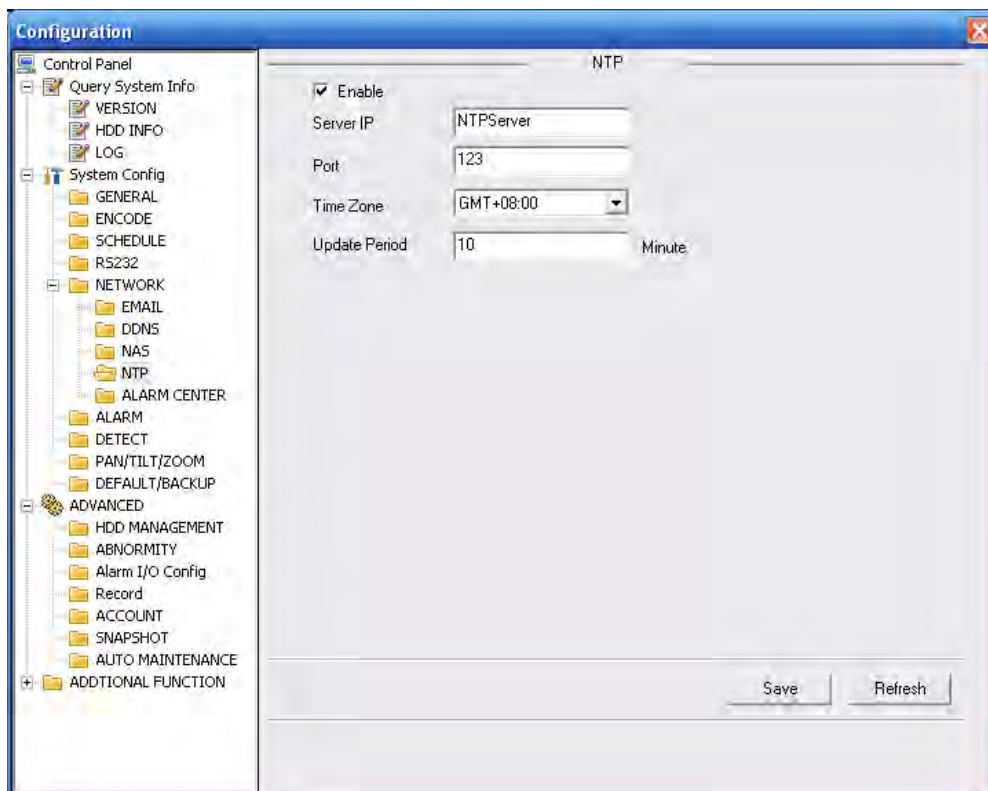 Configuration
Control Panel
Query System Info
VERSION
HDD INFO
LOG
System Config
GENERAL
ENCODE
SCHEDULE
RS232
NETWORK
EMAIL
DDNS
NAS
NTP
ALARM CENTER
ALARM
DETECT
PAN/TILT/ZOOM
DEFAULT/BACKUP
ADVANCED
HDD MANAGEMENT
ABNORMITY
Alarm I/O Config
Record
ACCOUNT
SNAPSHOT
AUTO MAINTENANCE
ADDTIONAL FUNCTION
NTP
Enable
Server IP NTPServer
Port 123
Time Zone GMT+08:00
Update Period 10 Minute
Save Refresh